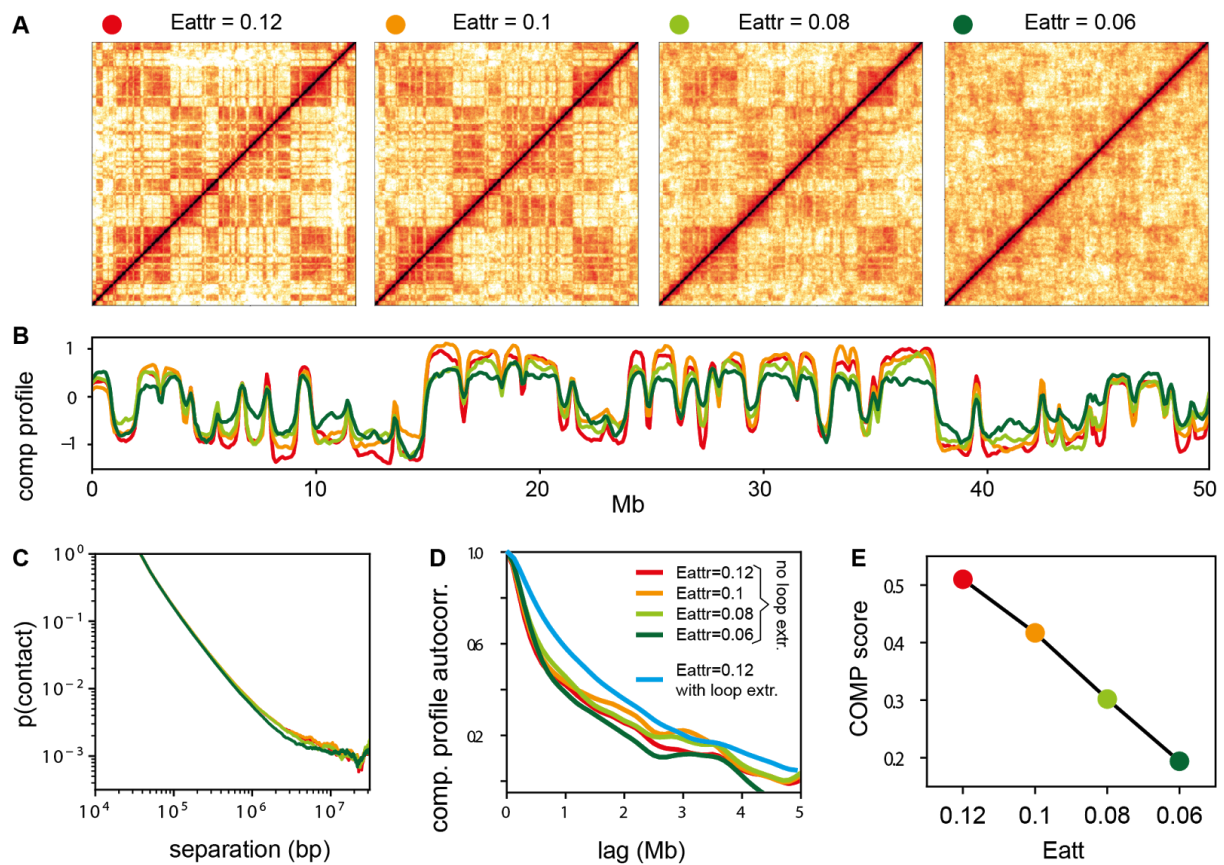 A
Eattr = 0.12
Eattr = 0.1
Eattr = 0.08
Eattr = 0.06
B
comp profile
1
0
−1
0
10
20
30
40
50
Mb
C
p(contact)
10^0
10^-1
10^-2
10^-3
10^4
10^5
10^6
10^7
separation (bp)
D
comp. profile autocorr.
1.0
0.6
0.2
Eattr=0.12
Eattr=0.1
Eattr=0.08
Eattr=0.06
no loop extr.
Eattr=0.12
with loop extr.
0
1
2
3
4
5
lag (Mb)
E
COMP score
0.5
0.4
0.3
0.2
0.12
0.1
0.08
0.06
Eatt